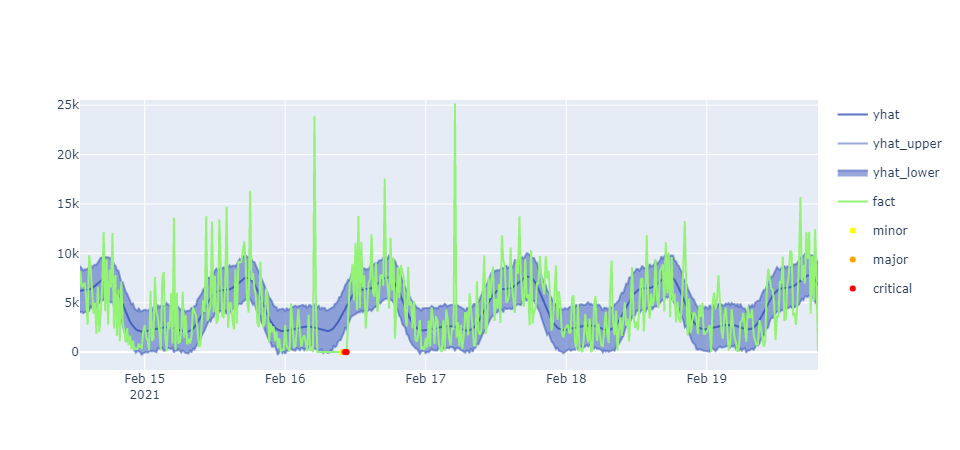 25k
20k
15k
10k
5k
0
Feb 15
2021
Feb 16
Feb 17
Feb 18
Feb 19
yhat
yhat_upper
yhat_lower
fact
minor
major
critical